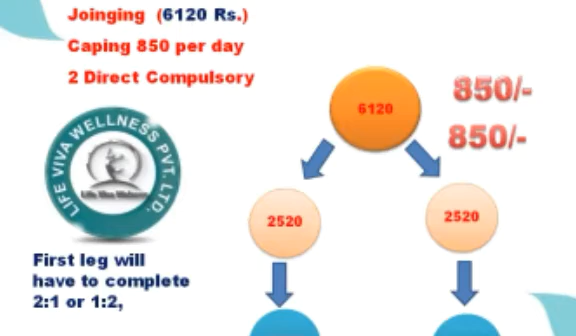 Joinging (6120 Rs.)
Caping 850 per day
2 Direct Compulsory
850/-
850/-
6120
2520
2520
LIFE VIVA WELLNESS PVT. LTD.
First leg will
have to complete
2:1 or 1:2,